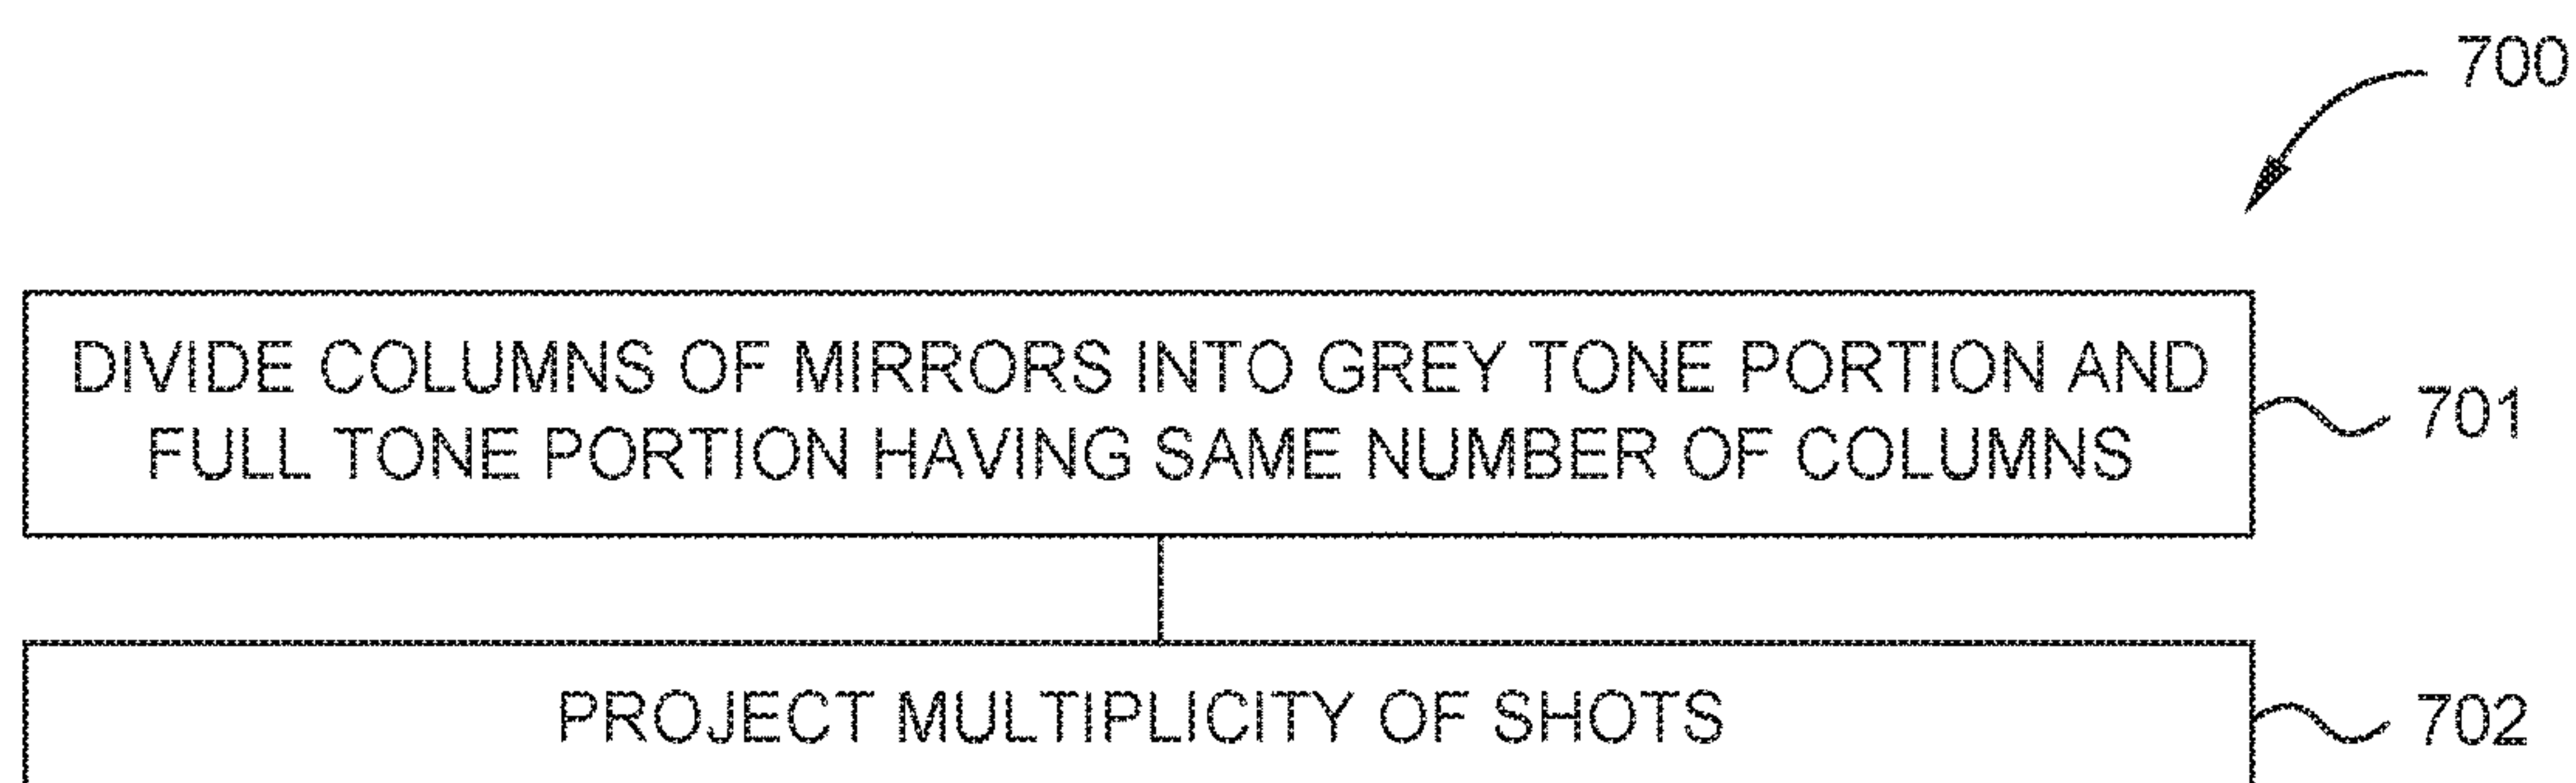 700
DIVIDE COLUMNS OF MIRRORS INTO GREY TONE PORTION AND
FULL TONE PORTION HAVING SAME NUMBER OF COLUMNS
701
PROJECT MULTIPLICITY OF SHOTS
702